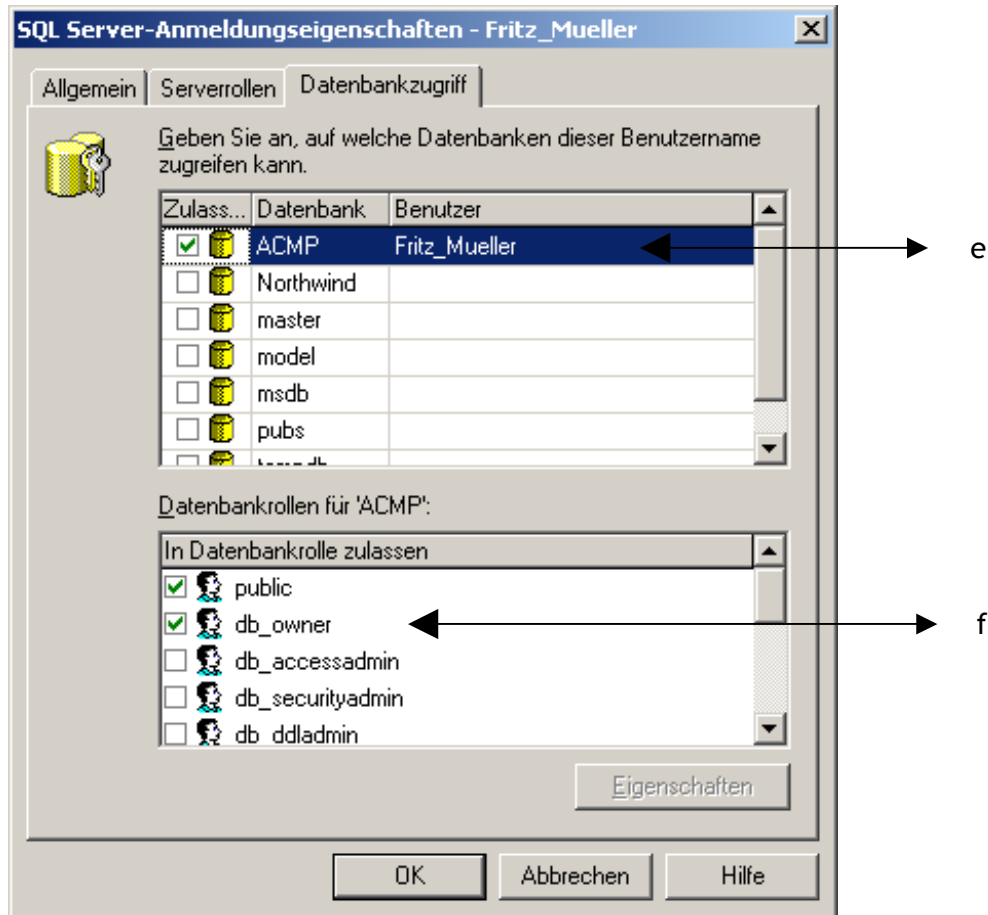 SQL Server-Anmeldungseigenschaften - Fritz_Mueller
Allgemein Serverrollen Datenbankzugriff
Geben Sie an, auf welche Datenbanken dieser Benutzername
zugreifen kann.
Zulass... Datenbank Benutzer
ACMP Fritz_Mueller
e
Northwind
master
model
msdb
pubs
Datenbankrollen für 'ACMP':
In Datenbankrolle zulassen
public
db_owner
f
db_accessadmin
db_securityadmin
db_ddladmin
Eigenschaften
OK Abbrechen Hilfe